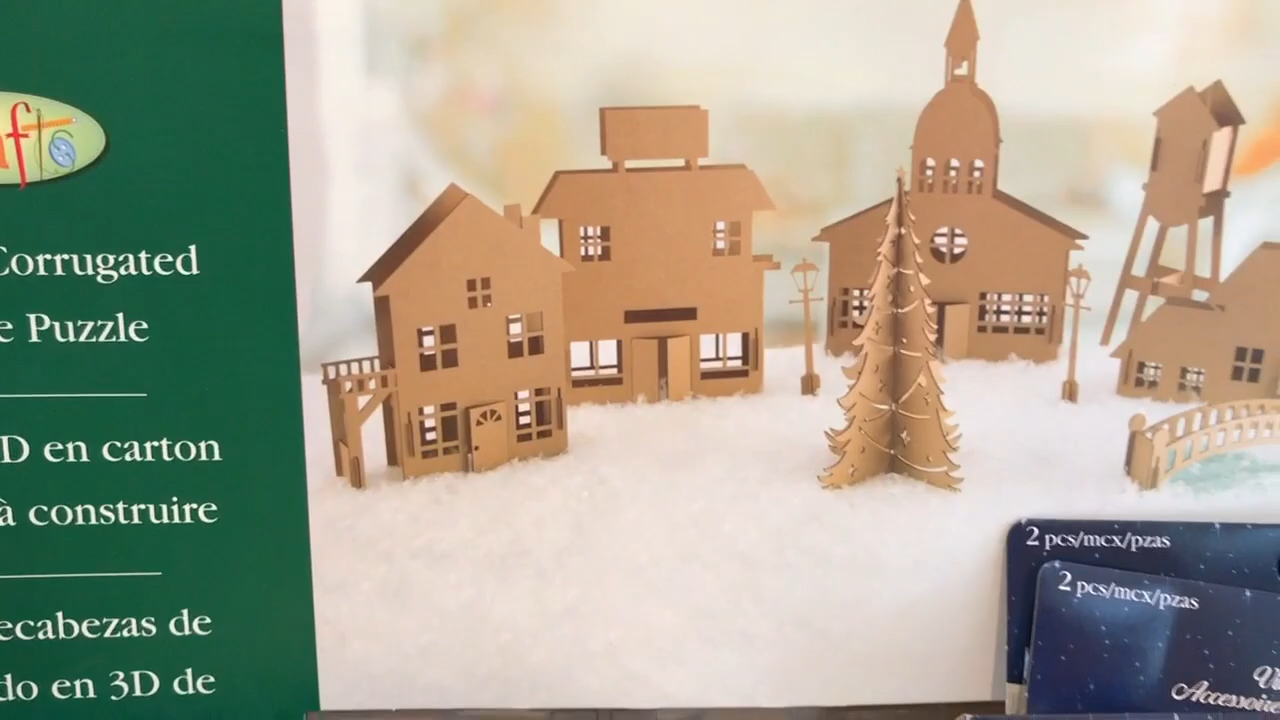 Corrugated
e Puzzle
D en carton
à construire
ecabezas de
do en 3D de
2 pcs/mcx/pzas
2 pcs/mcx/pzas